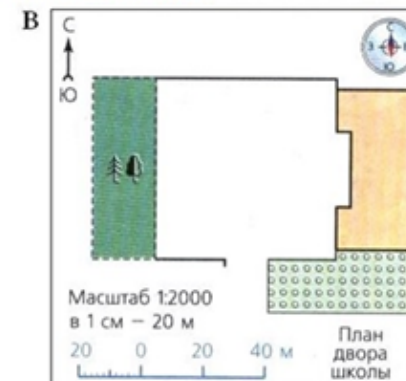 В
С
Ю
С
З
Ю
Масштаб 1:2000
в 1 см – 20 м
20 0 20 40 м
План
двора
школы